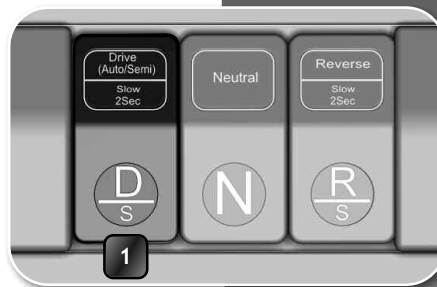 Drive
(Auto/Semi)
Slow
2Sec
D
S
1
Neutral
N
Reverse
Slow
2Sec
R
S